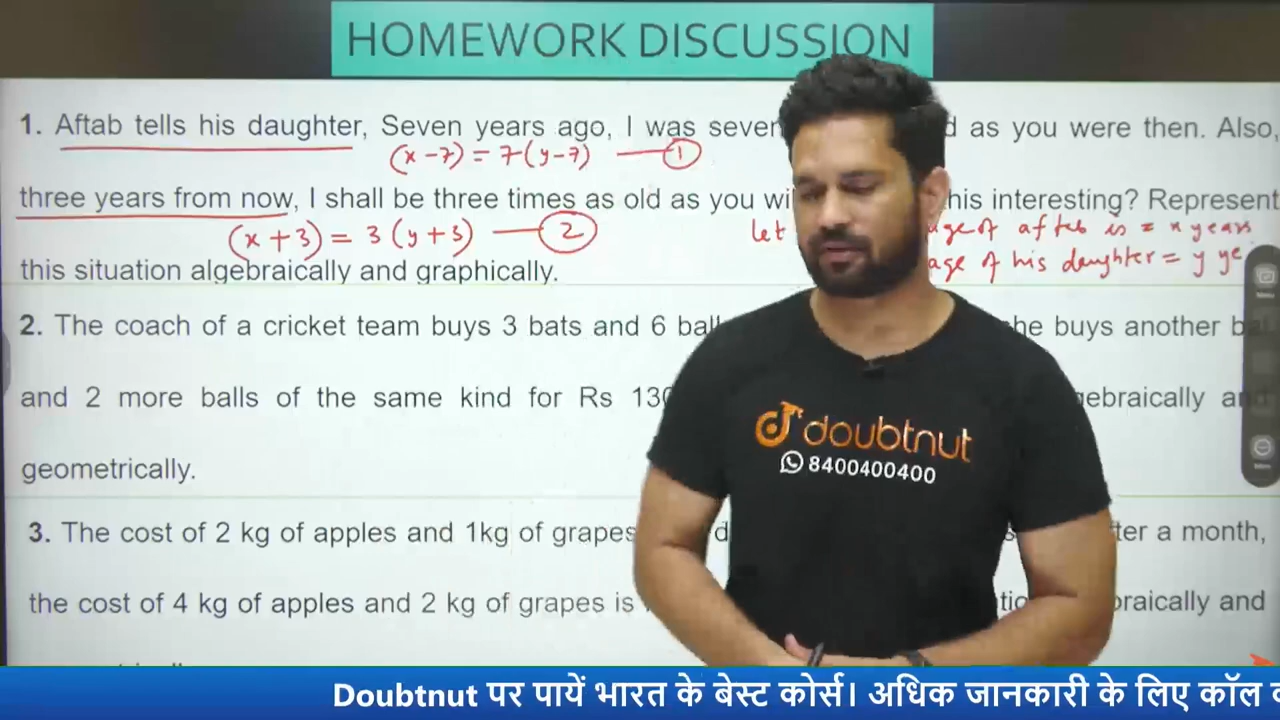 HOMEWORK DISCUSSION
1. Aftab tells his daughter, Seven years ago, I was seven d as you were then. Also,
(x-7) = 7(y-7) — 1
three years from now, I shall be three times as old as you wi his interesting? Represent
(x+3) = 3(y+3) — 2
let age of aftab is = x years
this situation algebraically and graphically.
age of his daughter = y ye
2. The coach of a cricket team buys 3 bats and 6 ball he buys another ba
and 2 more balls of the same kind for Rs 130 gebraically and
geometrically.
3. The cost of 2 kg of apples and 1kg of grapes d ter a month,
the cost of 4 kg of apples and 2 kg of grapes is tio braically and
doubtnut
8400400400
Doubtnut पर पायें भारत के बेस्ट कोर्स। अधिक जानकारी के लिए कॉल